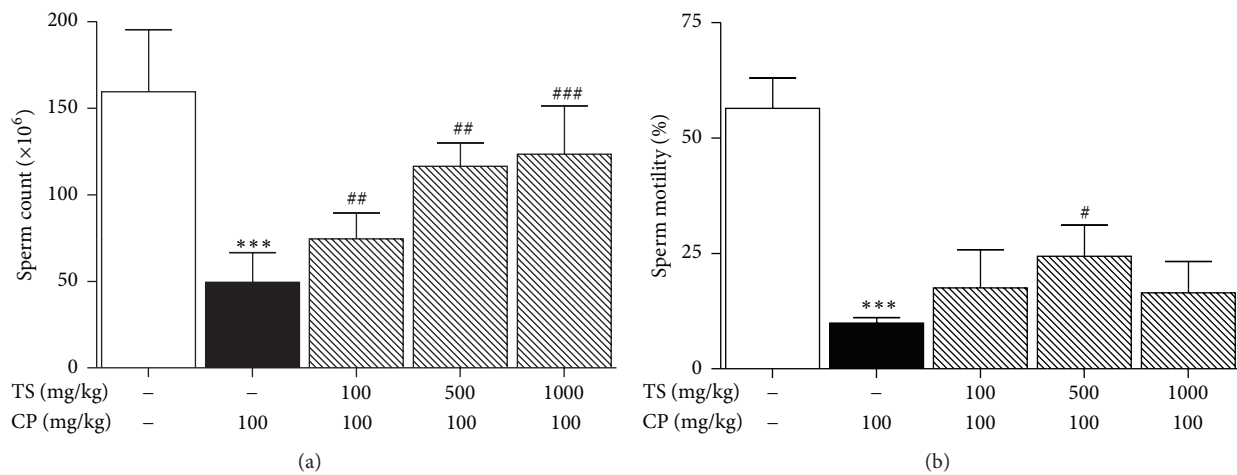 200
150
100
50
0
Sperm count (×10⁶)
***
##
##
###
TS (mg/kg) – – 100 500 1000
CP (mg/kg) – 100 100 100 100
(a)
75
50
25
0
Sperm motility (%)
***
#
TS (mg/kg) – – 100 500 1000
CP (mg/kg) – 100 100 100 100
(b)